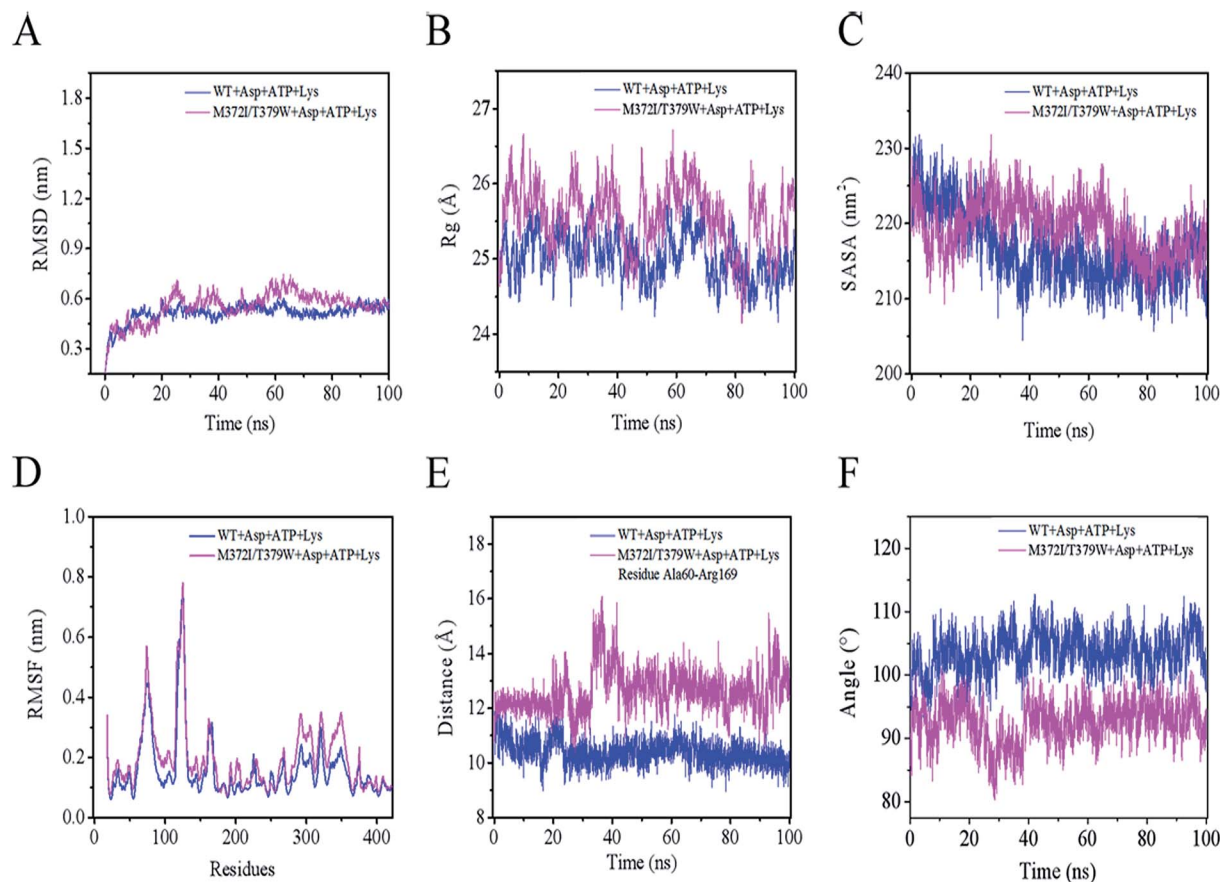 A
RMSD (nm)
1.8
1.5
1.2
0.9
0.6
0.3
WT+Asp+ATP+Lys
M372I/T379W+Asp+ATP+Lys
0 20 40 60 80 100
Time (ns)
B
Rg (Å)
27
26
25
24
WT+Asp+ATP+Lys
M372I/T379W+Asp+ATP+Lys
0 20 40 60 80 100
Time (ns)
C
SASA (nm²)
240
230
220
210
200
WT+Asp+ATP+Lys
M372I/T379W+Asp+ATP+Lys
0 20 40 60 80 100
Time (ns)
D
RMSF (nm)
1.0
0.8
0.6
0.4
0.2
0.0
WT+Asp+ATP+Lys
M372I/T379W+Asp+ATP+Lys
0 100 200 300 400
Residues
E
Distance (Å)
18
16
14
12
10
8
WT+Asp+ATP+Lys
M372I/T379W+Asp+ATP+Lys
Residue Ala60-Arg169
0 20 40 60 80 100
Time (ns)
F
Angle (°)
120
110
100
90
80
WT+Asp+ATP+Lys
M372I/T379W+Asp+ATP+Lys
0 20 40 60 80 100
Time (ns)